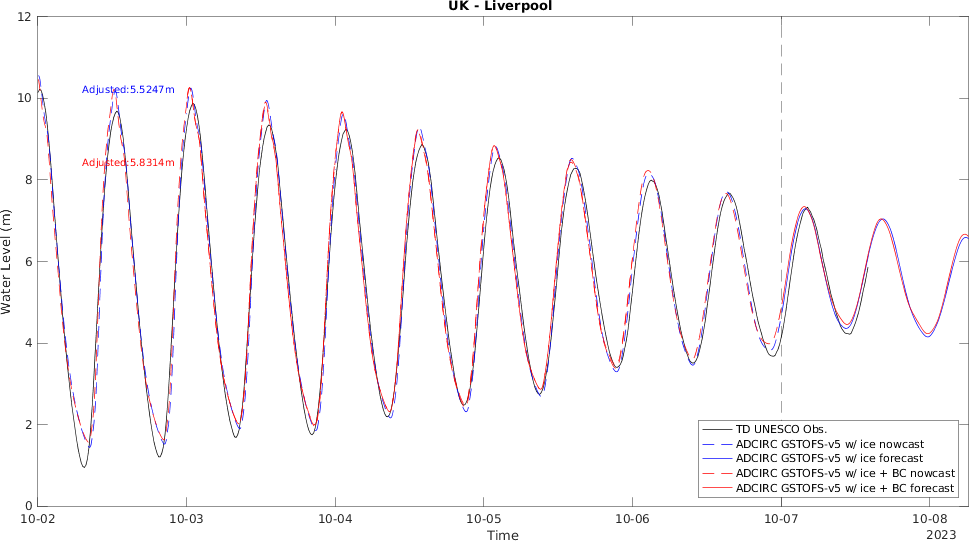 UK - Liverpool
12
10
8
6
4
2
0
Water Level (m)
Adjusted:5.5247m
Adjusted:5.8314m
TD UNESCO Obs.
ADCIRC GSTOFS-v5 w/ ice nowcast
ADCIRC GSTOFS-v5 w/ ice forecast
ADCIRC GSTOFS-v5 w/ ice + BC nowcast
ADCIRC GSTOFS-v5 w/ ice + BC forecast
10-02 10-03 10-04 10-05 10-06 10-07 10-08
Time
2023